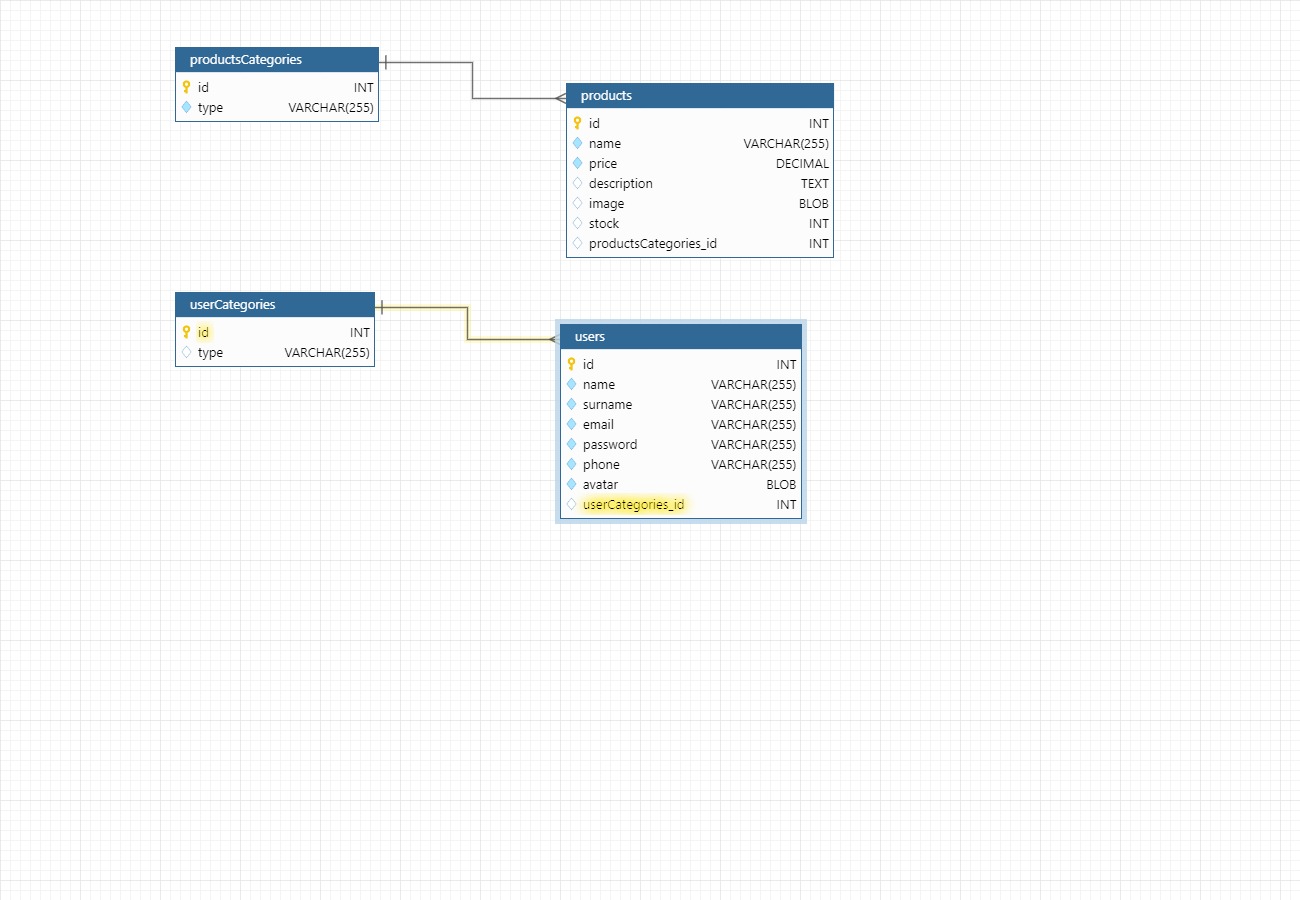 productsCategories
id INT
type VARCHAR(255)
products
id INT
name VARCHAR(255)
price DECIMAL
description TEXT
image BLOB
stock INT
productsCategories_id INT
userCategories
id INT
type VARCHAR(255)
users
id INT
name VARCHAR(255)
surname VARCHAR(255)
email VARCHAR(255)
password VARCHAR(255)
phone VARCHAR(255)
avatar BLOB
userCategories_id INT